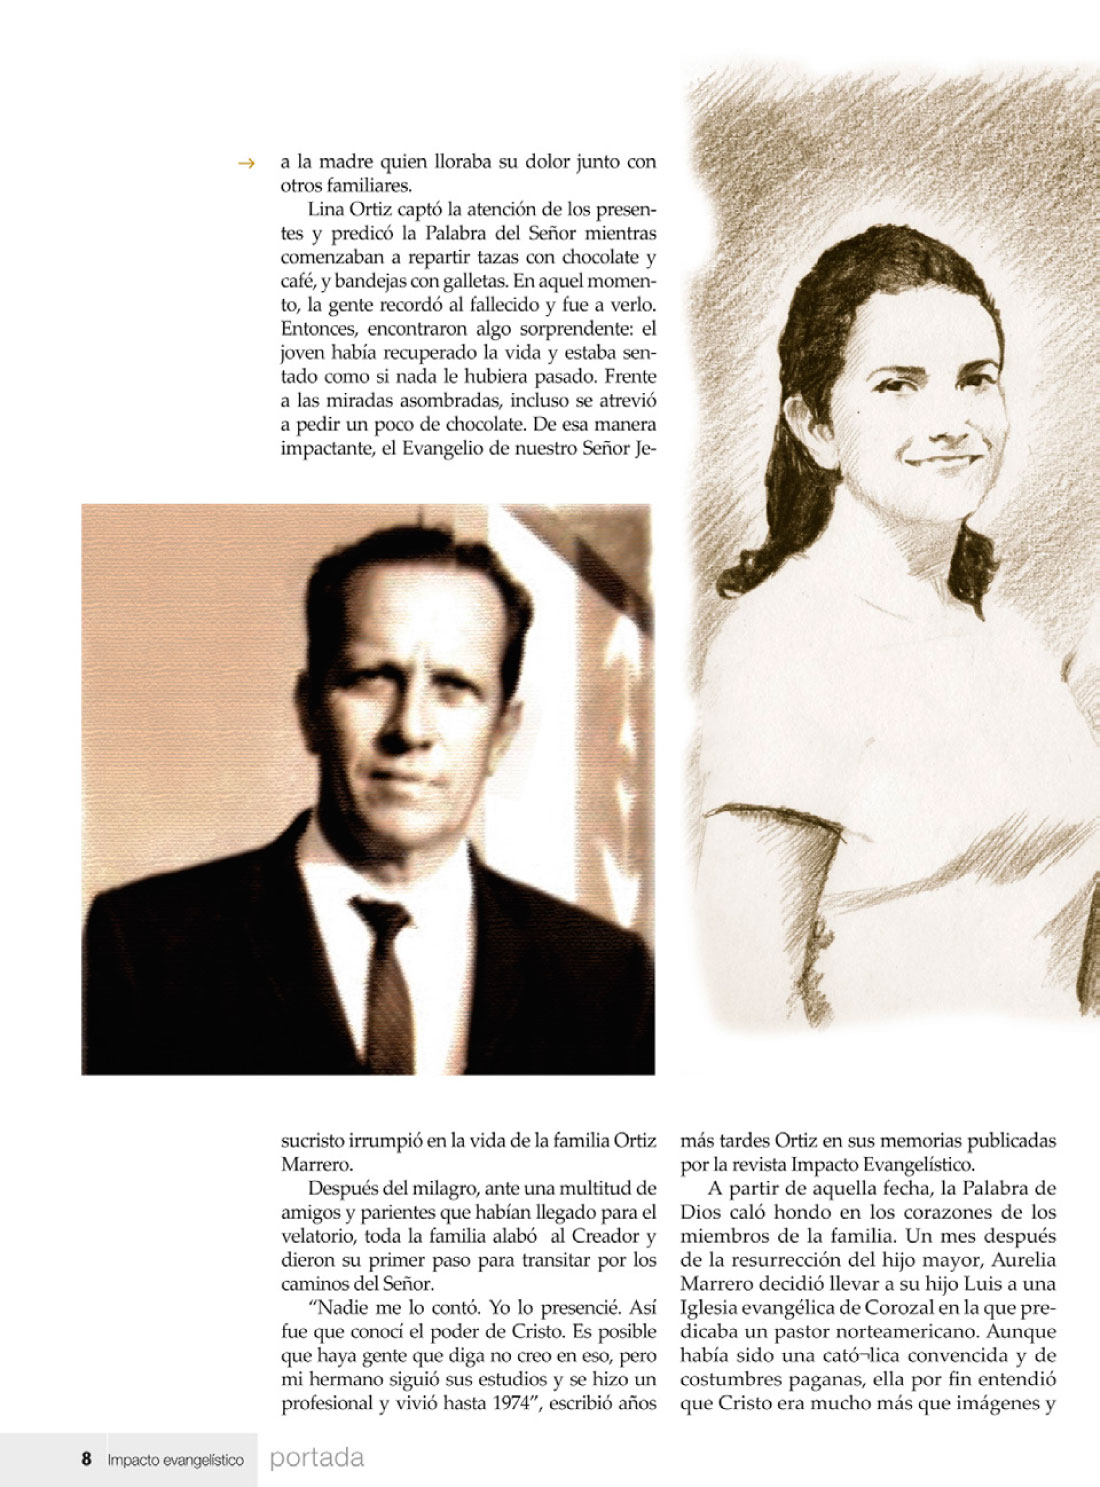 → a la madre quien lloraba su dolor junto con
otros familiares.
Lina Ortiz captó la atención de los presen-
tes y predicó la Palabra del Señor mientras
comenzaban a repartir tazas con chocolate y
café, y bandejas con galletas. En aquel momen-
to, la gente recordó al fallecido y fue a verlo.
Entonces, encontraron algo sorprendente: el
joven había recuperado la vida y estaba sen-
tado como si nada le hubiera pasado. Frente
a las miradas asombradas, incluso se atrevió
a pedir un poco de chocolate. De esa manera
impactante, el Evangelio de nuestro Señor Je-
sucristo irrumpió en la vida de la familia Ortiz
Marrero.
Después del milagro, ante una multitud de
amigos y parientes que habían llegado para el
velatorio, toda la familia alabó al Creador y
dieron su primer paso para transitar por los
caminos del Señor.
“Nadie me lo contó. Yo lo presencié. Así
fue que conocí el poder de Cristo. Es posible
que haya gente que diga no creo en eso, pero
mi hermano siguió sus estudios y se hizo un
profesional y vivió hasta 1974”, escribió años
más tardes Ortiz en sus memorias publicadas
por la revista Impacto Evangelístico.
A partir de aquella fecha, la Palabra de
Dios caló hondo en los corazones de los
miembros de la familia. Un mes después
de la resurrección del hijo mayor, Aurelia
Marrero decidió llevar a su hijo Luis a una
Iglesia evangélica de Corozal en la que pre-
dicaba un pastor norteamericano. Aunque
había sido una cató¬lica convencida y de
costumbres paganas, ella por fin entendió
que Cristo era mucho más que imágenes y
8 Impacto evangelístico portada